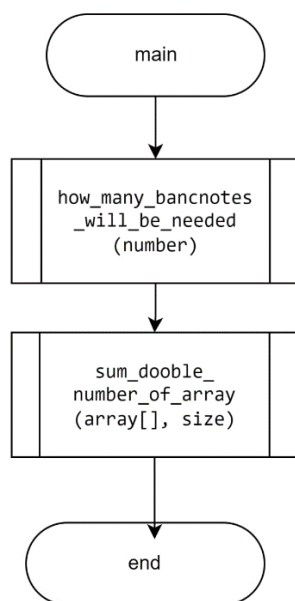 main
how_many_bancnotes
_will_be_needed
(number)
sum_dooble_
number_of_array
(array[], size)
end